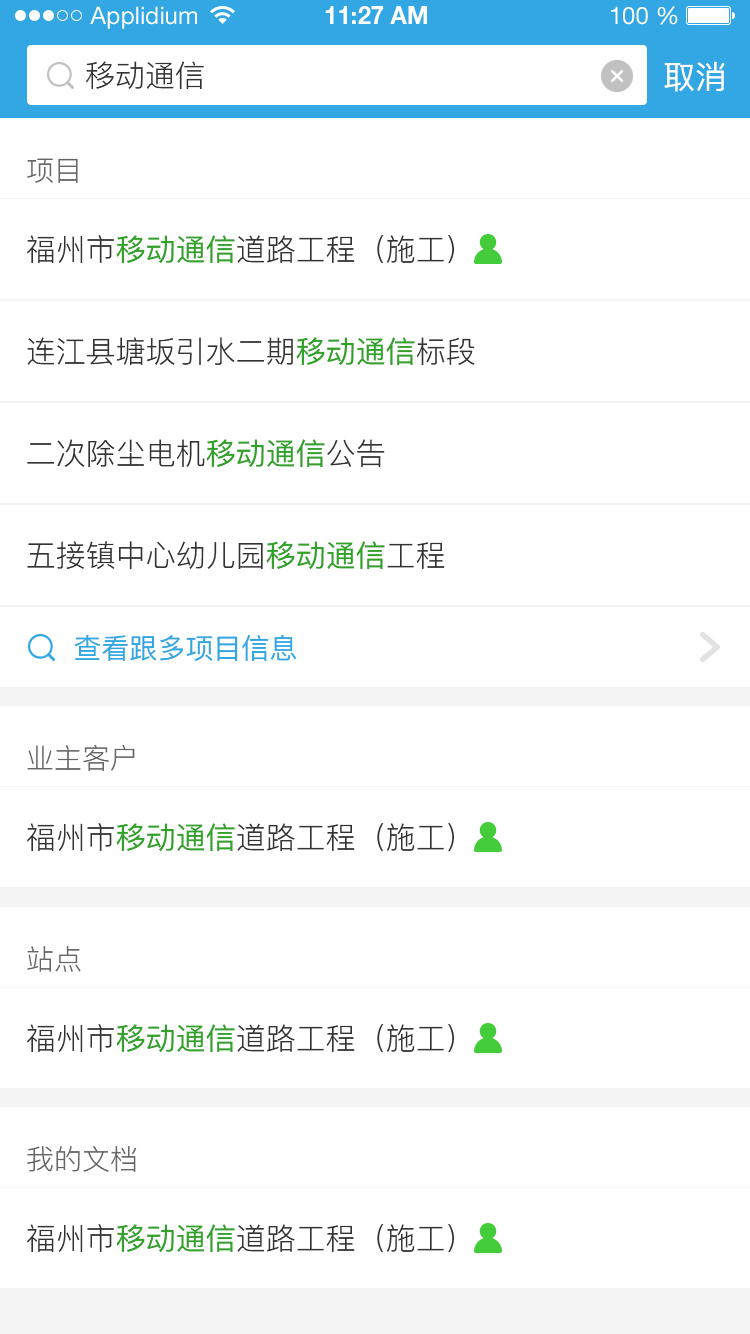 Applidium 11:27 AM 100 %
移动通信 取消
项目
福州市移动通信道路工程（施工）
连江县塘坂引水二期移动通信标段
二次除尘电机移动通信公告
五接镇中心幼儿园移动通信工程
查看跟多项目信息
业主客户
福州市移动通信道路工程（施工）
站点
福州市移动通信道路工程（施工）
我的文档
福州市移动通信道路工程（施工）